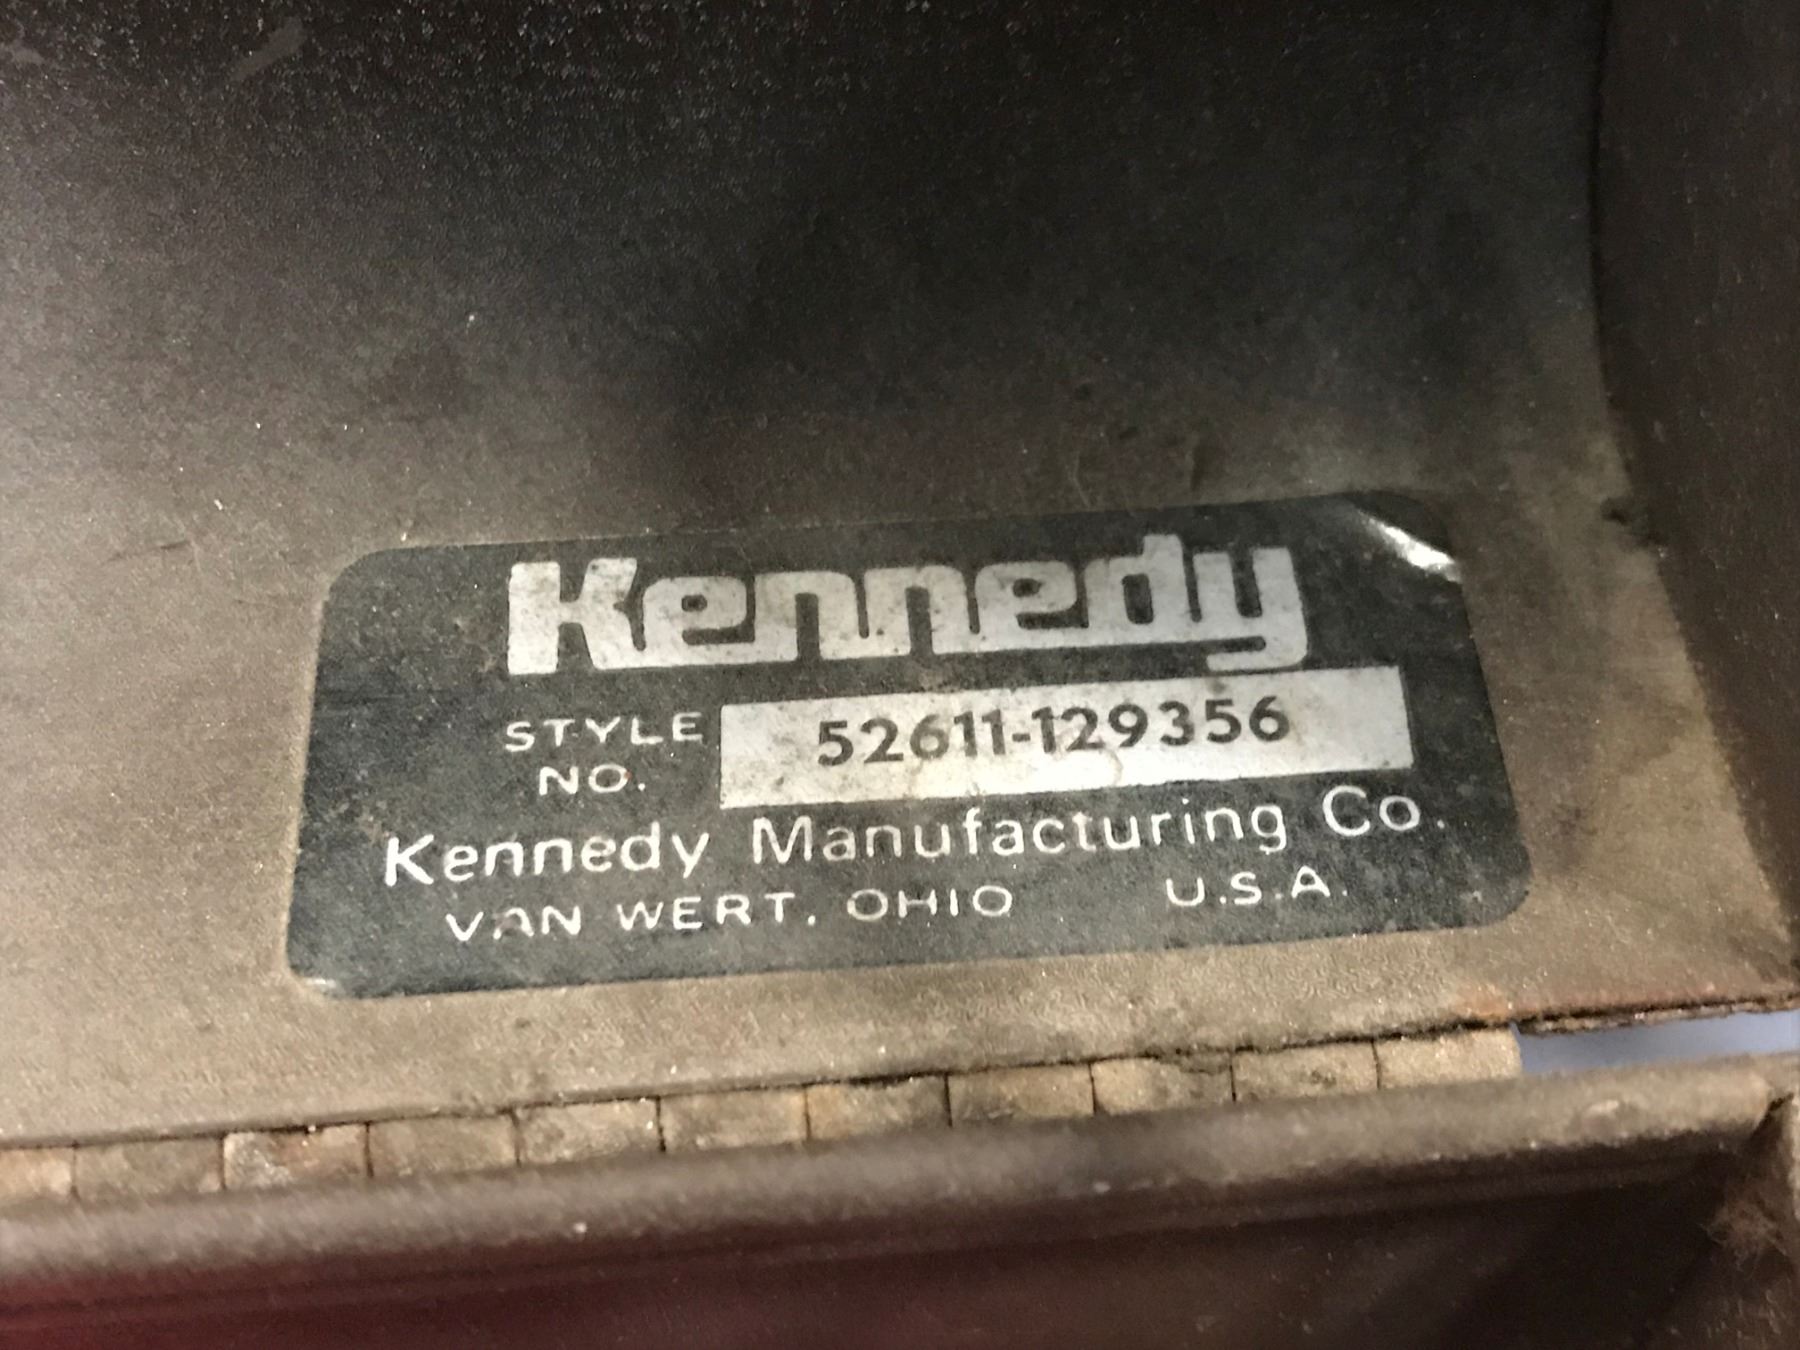 Kennedy
STYLE NO. 52611-129356
Kennedy Manufacturing Co.
VAN WERT, OHIO U.S.A.